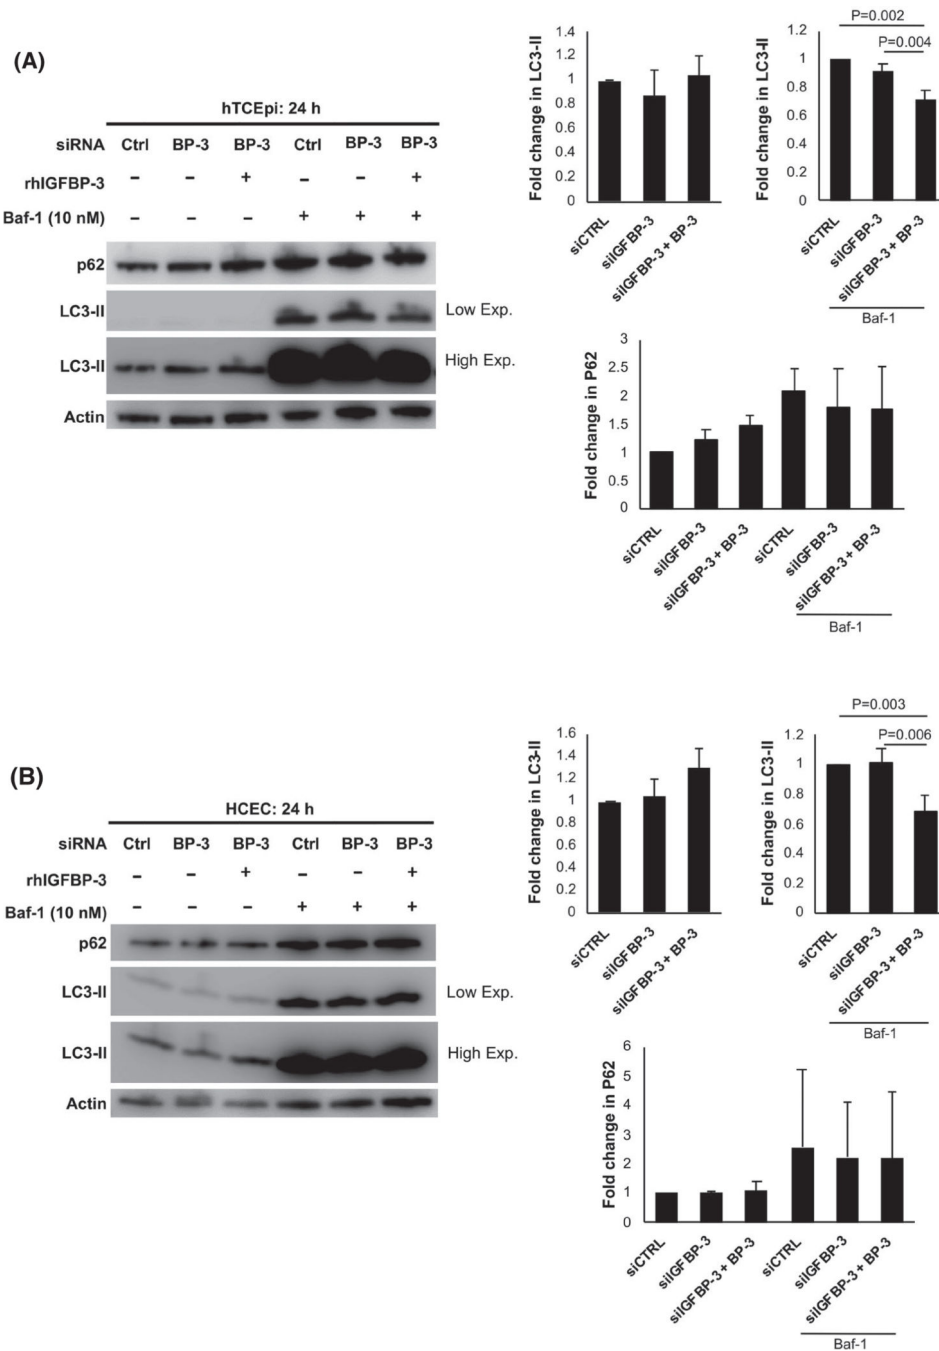 (A)
hTCEpi: 24 h
siRNA Ctrl BP-3 BP-3 Ctrl BP-3 BP-3
rhIGFBP-3 – – + – – +
Baf-1 (10 nM) – – – + + +
p62
LC3-II Low Exp.
LC3-II High Exp.
Actin
Fold change in LC3-II
1.4
1.2
1
0.8
0.6
0.4
0.2
0
siCTRL
siIGFBP-3
siIGFBP-3 + BP-3
P=0.002
P=0.004
Fold change in LC3-II
1.2
1
0.8
0.6
0.4
0.2
0
siCTRL
siIGFBP-3
siIGFBP-3 + BP-3
Baf-1
Fold change in P62
3
2.5
2
1.5
1
0.5
0
siCTRL
siIGFBP-3
siIGFBP-3 + BP-3
siCTRL
siIGFBP-3
siIGFBP-3 + BP-3
Baf-1
(B)
HCEC: 24 h
siRNA Ctrl BP-3 BP-3 Ctrl BP-3 BP-3
rhIGFBP-3 – – + – – +
Baf-1 (10 nM) – – – + + +
p62
LC3-II Low Exp.
LC3-II High Exp.
Actin
Fold change in LC3-II
1.6
1.4
1.2
1
0.8
0.6
0.4
0.2
0
siCTRL
siIGFBP-3
siIGFBP-3 + BP-3
P=0.003
P=0.006
Fold change in LC3-II
1.2
1
0.8
0.6
0.4
0.2
0
siCTRL
siIGFBP-3
siIGFBP-3 + BP-3
Baf-1
Fold change in P62
6
5
4
3
2
1
0
siCTRL
siIGFBP-3
siIGFBP-3 + BP-3
siCTRL
siIGFBP-3
siIGFBP-3 + BP-3
Baf-1